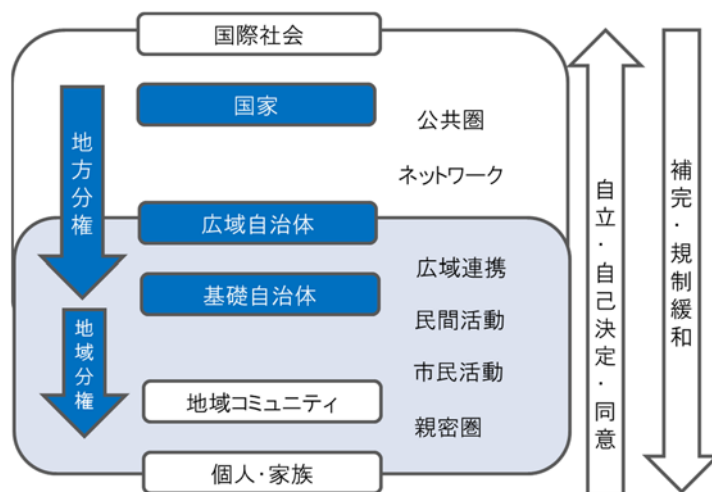 国際社会
国家
公共圏
ネットワーク
地方分権
広域自治体
広域連携
基礎自治体
民間活動
地域分権
市民活動
地域コミュニティ
親密圏
個人・家族
自立・自己決定・同意
補完・規制緩和